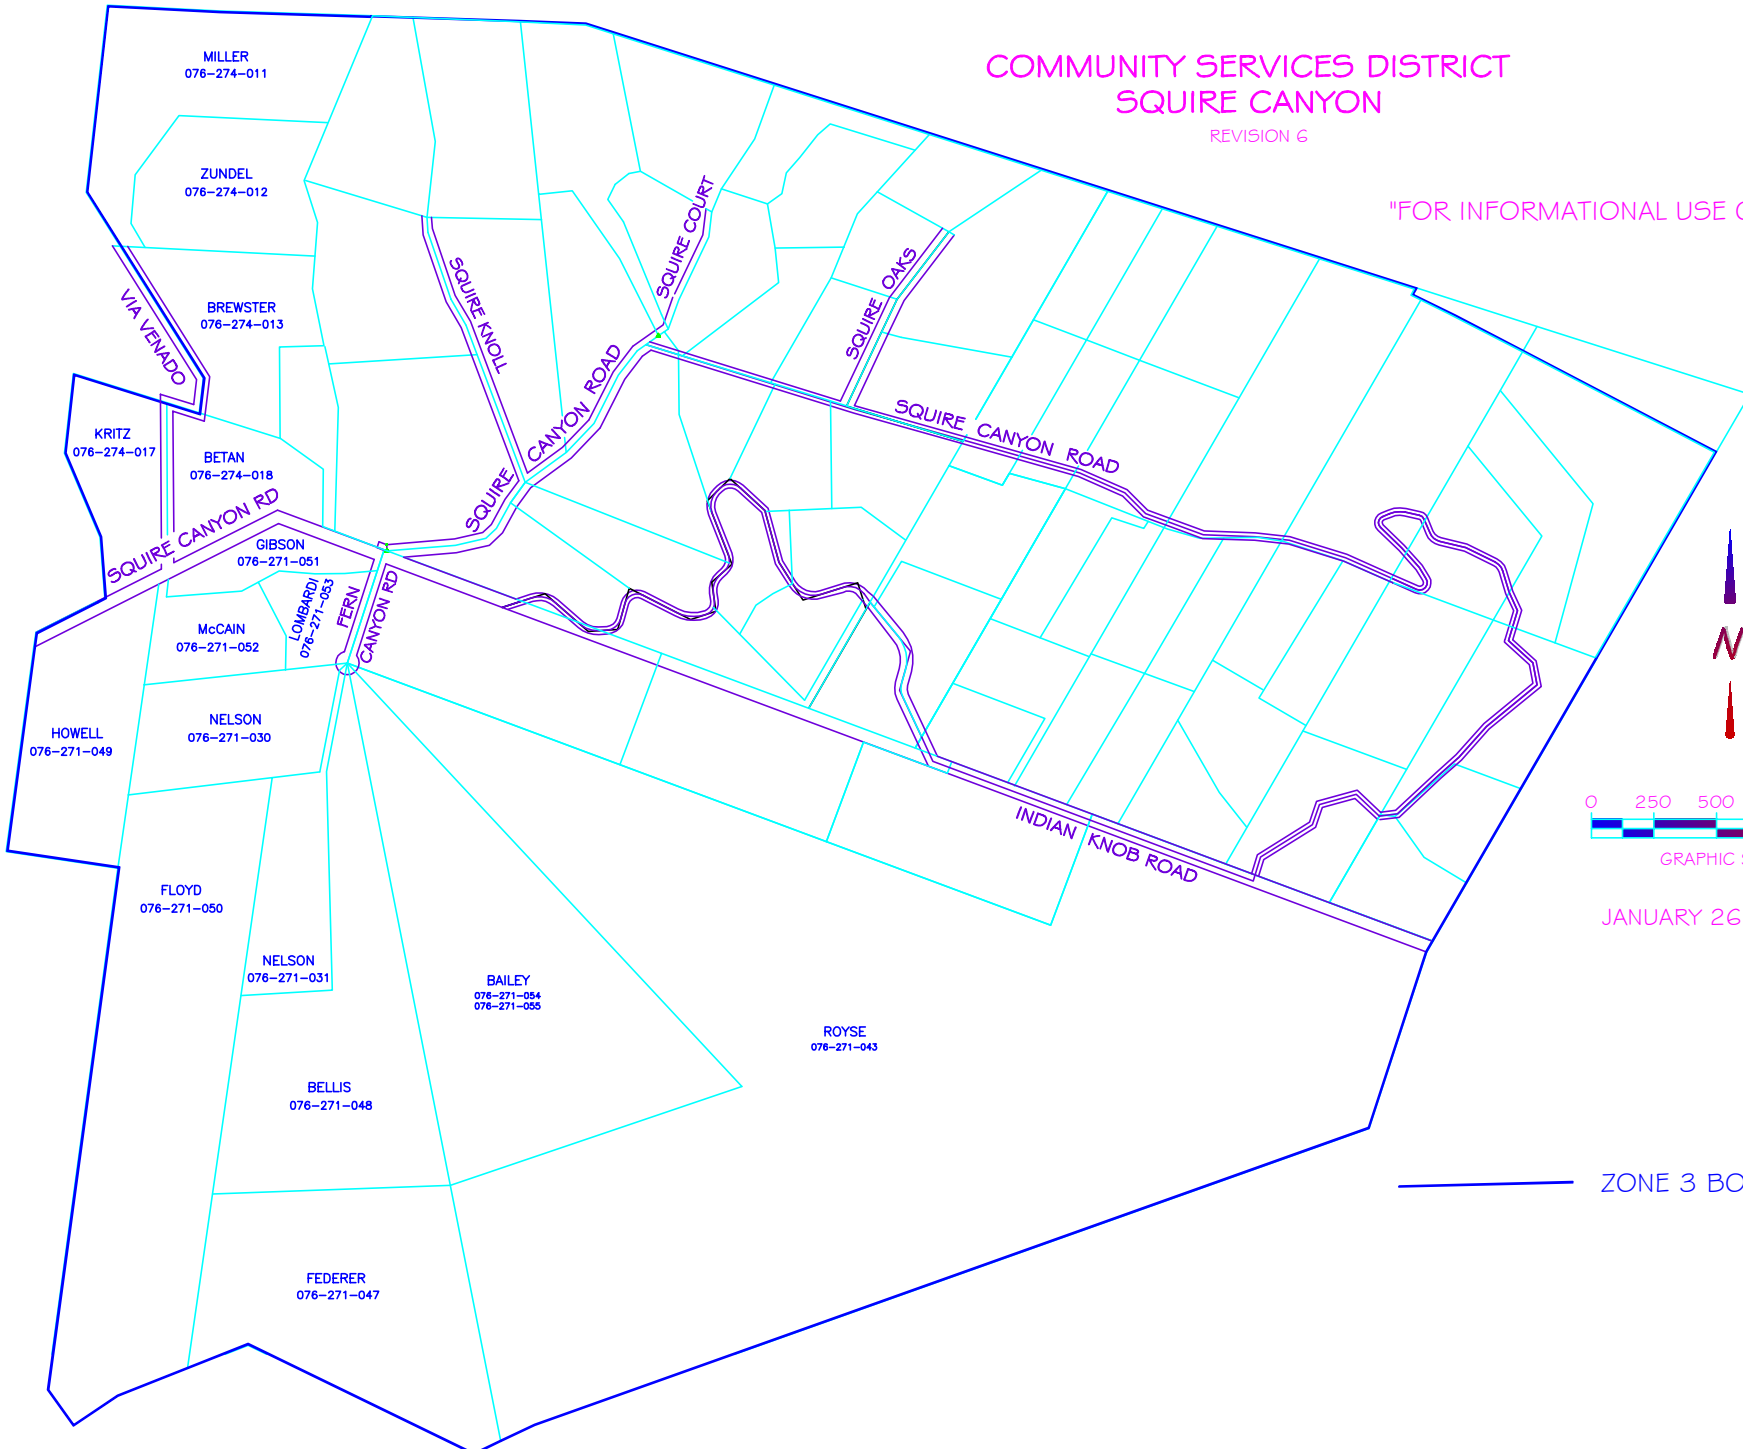 COMMUNITY SERVICES DISTRICT
SQUIRE CANYON
REVISION 6
"FOR INFORMATIONAL USE
MILLER
076-274-011
ZUNDEL
076-274-012
BREWSTER
076-274-013
VIA VENADO
SQUIRE KNOLL
SQUIRE COURT
SQUIRE OAKS
SQUIRE CANYON ROAD
SQUIRE CANYON ROAD
KRITZ
076-274-017
BETAN
076-274-018
SQUIRE CANYON RD
GIBSON
076-271-051
LOMBARDI
076-271-053
FERN
CANYON RD
McCAIN
076-271-052
NELSON
076-271-030
HOWELL
076-271-049
INDIAN KNOB ROAD
N
0 250 500
GRAPHIC
JANUARY 26
FLOYD
076-271-050
NELSON
076-271-031
BAILEY
076-271-054
076-271-055
ROYSE
076-271-043
BELLIS
076-271-048
ZONE 3 BO
FEDERER
076-271-047